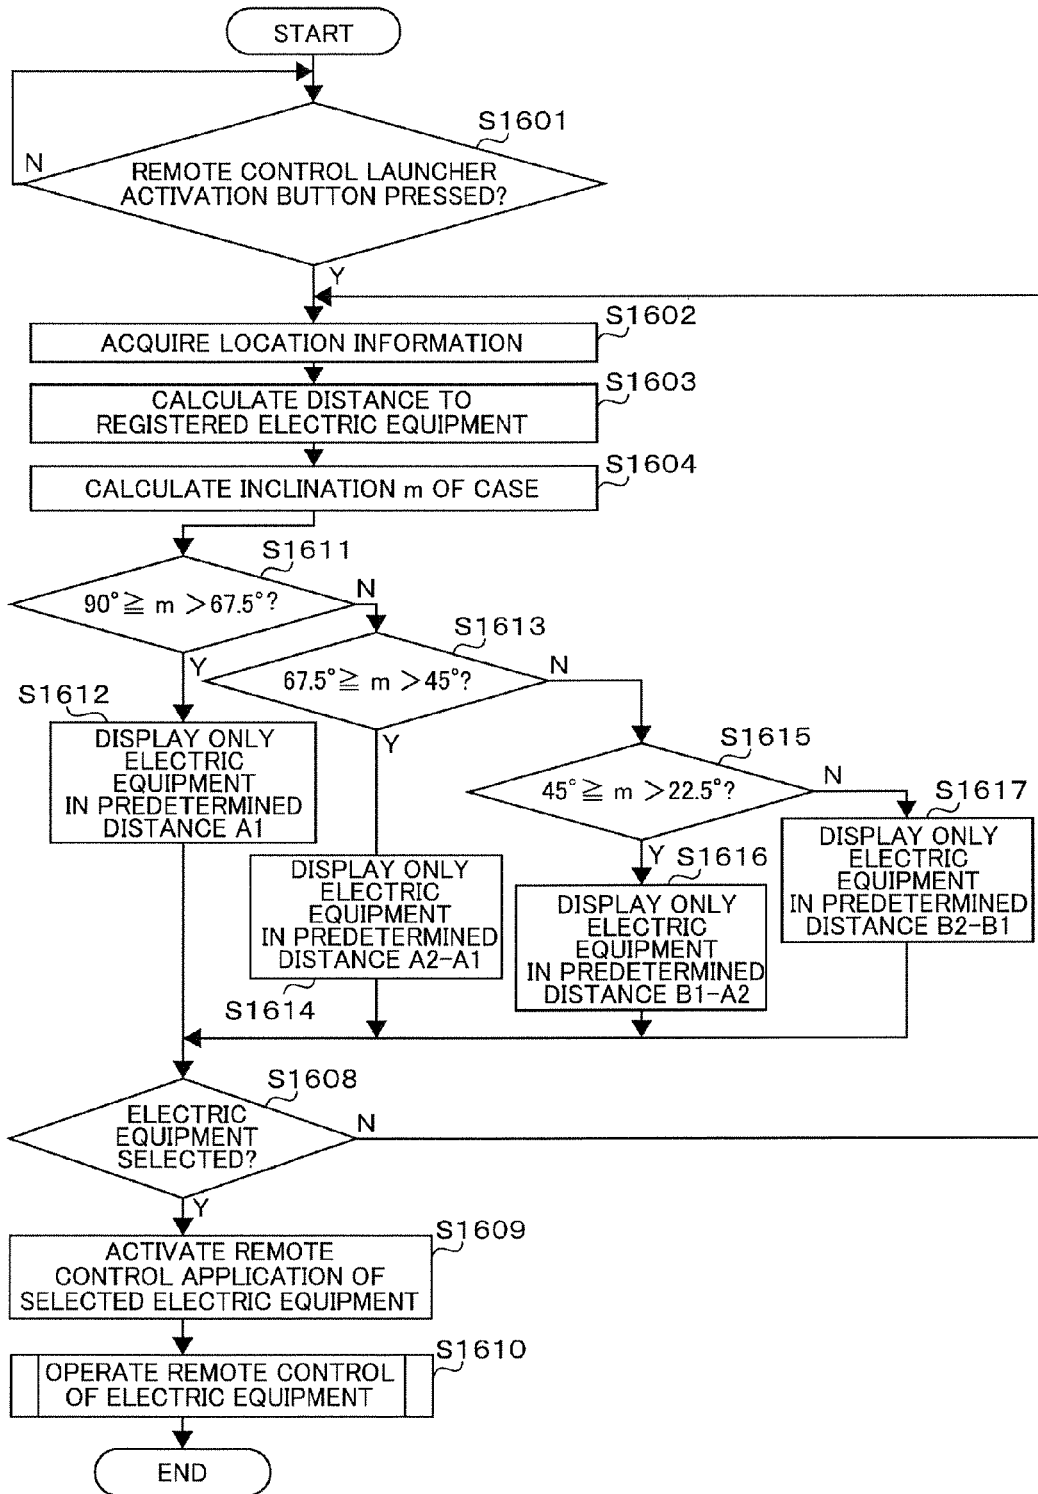 START
S1601
N
REMOTE CONTROL LAUNCHER
ACTIVATION BUTTON PRESSED?
Y
S1602
ACQUIRE LOCATION INFORMATION
S1603
CALCULATE DISTANCE TO
REGISTERED ELECTRIC EQUIPMENT
S1604
CALCULATE INCLINATION m OF CASE
S1611
90°≧ m >67.5°?
N
Y
S1613
67.5°≧ m >45°?
N
Y
S1612
DISPLAY ONLY
ELECTRIC
EQUIPMENT
IN PREDETERMINED
DISTANCE A1
S1615
45°≧ m >22.5°?
N
Y
S1617
DISPLAY ONLY
ELECTRIC
EQUIPMENT
IN PREDETERMINED
DISTANCE B2-B1
DISPLAY ONLY
ELECTRIC
EQUIPMENT
IN PREDETERMINED
DISTANCE A2-A1
S1614
S1616
DISPLAY ONLY
ELECTRIC
EQUIPMENT
IN PREDETERMINED
DISTANCE B1-A2
S1608
ELECTRIC
EQUIPMENT
SELECTED?
N
Y
S1609
ACTIVATE REMOTE
CONTROL APPLICATION OF
SELECTED ELECTRIC EQUIPMENT
S1610
OPERATE REMOTE CONTROL
OF ELECTRIC EQUIPMENT
END